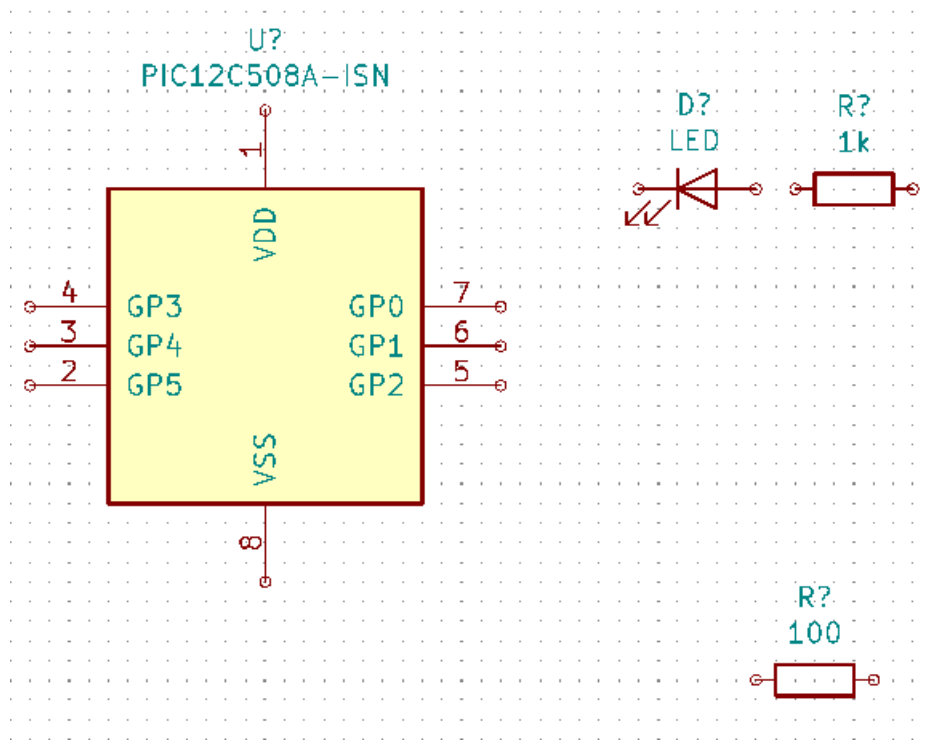 U?
PIC12C508A-ISN
D?
LED
R?
1k
1
VDD
4
GP3
GP0
7
3
GP4
GP1
6
2
GP5
GP2
5
VSS
8
R?
100